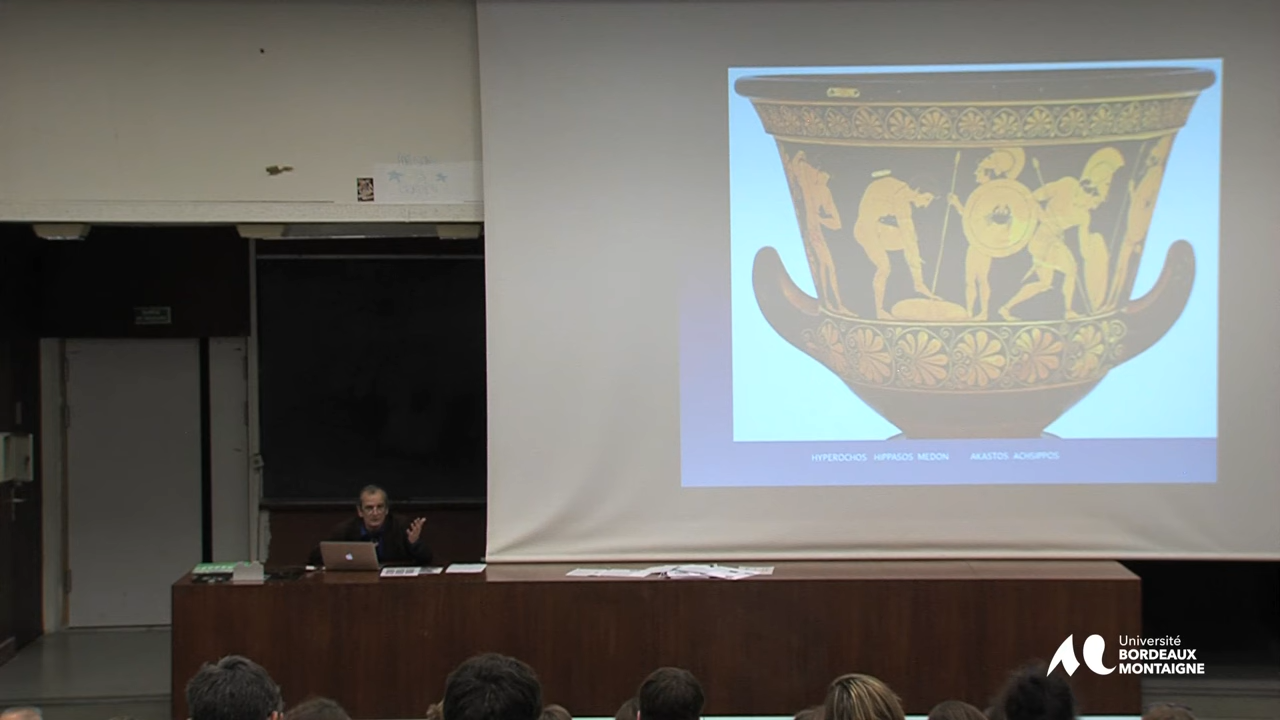 HYPEROCHOS HIPPASOS MEDON AKASTOS ACHSIPPOS
Université
BORDEAUX
MONTAIGNE